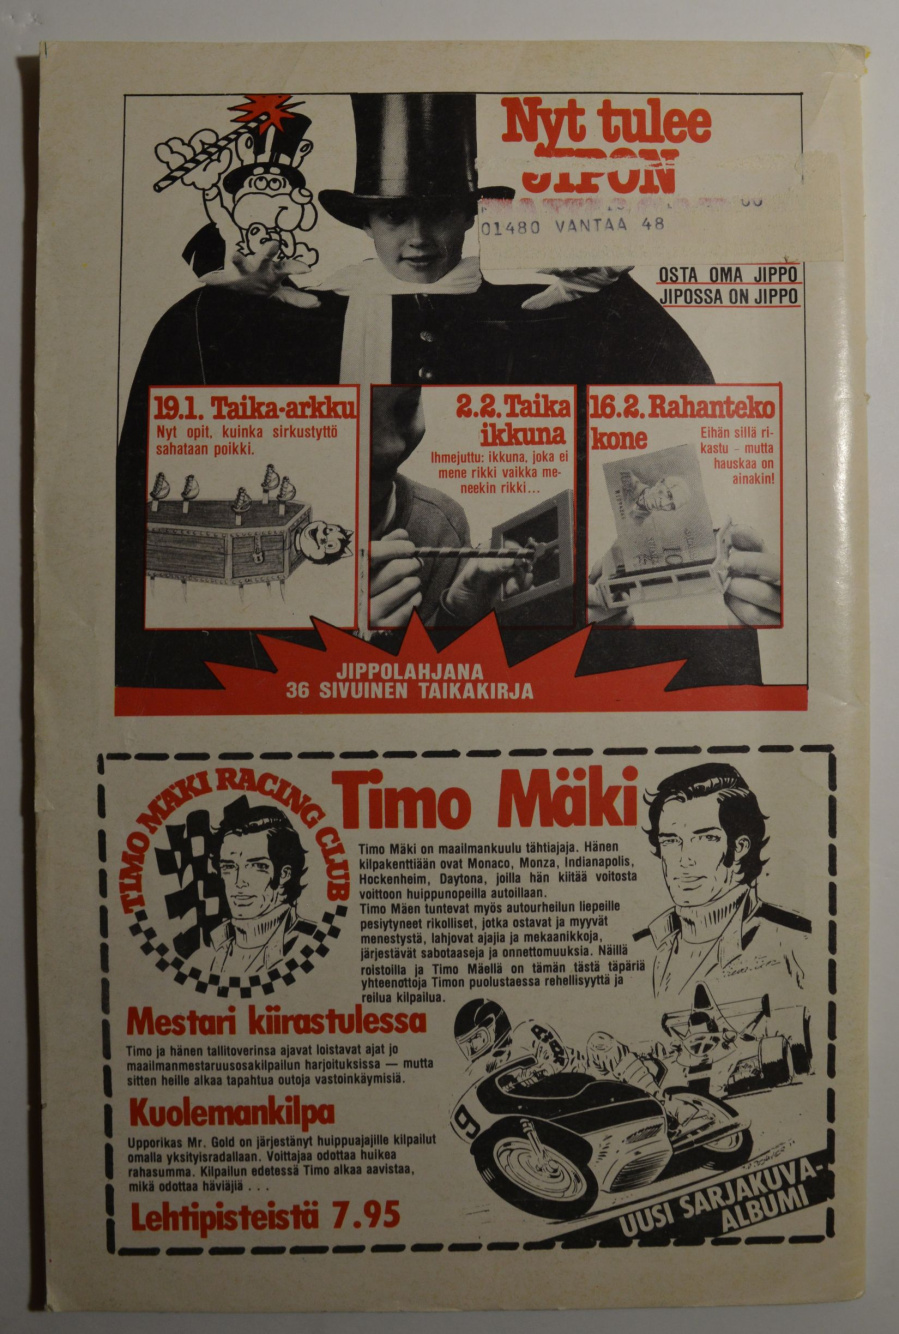 Nyt tulee
JIPON
01480 VANTAA 48
OSTA OMA JIPPO
JIPOSSA ON JIPPO
19.1. Taika-arkku
Nyt opit, kuinka sirkustyttö
sahataan poikki.
2.2. Taika
ikkuna
Ihmejuttu: ikkuna, joka ei
mene rikki vaikka me-
neekin rikki...
16.2. Rahanteko
kone
Eihän sillä ri-
kastu – mutta
hauskaa on
ainakin!
JIPPOLAHJANA
36 SIVUINEN TAIKAKIRJA
TIMO MÄKI RACING CLUB
Timo Mäki
Timo Mäki on maailmankuulu tähtiajaja. Hänen
kilpakenttiään ovat Monaco, Monza, Indianapolis,
Hockenheim, Daytona, joilla hän kiitää voitosta
voittoon huippunopeilla autoillaan.
Timo Mäen tuntevat myös autourheilun liepeille
pesiytyneet rikolliset, jotka ostavat ja myyvät
menestystä, lahjovat ajajia ja mekaanikkoja,
järjestävät sabotaaseja ja onnettomuuksia. Näillä
roistoilla ja Timo Mäellä on tämän tästä täpäriä
yhteenottoja Timon puolustaessa rehellisyyttä ja
reilua kilpailua.
Mestari kiirastulessa
Timo ja hänen tallitoverinsa ajavat loistavat ajat jo
maailmanmestaruusosakilpailun harjoituksissa — mutta
sitten heille alkaa tapahtua outoja vastoinkäymisiä.
Kuolemankilpa
Upporikas Mr. Gold on järjestänyt huippuajajille kilpailut
omalla yksityisradallaan. Voittajaa odottaa huikea
rahasumma. Kilpailun edetessä Timo alkaa aavistaa,
mikä odottaa häviäjiä . . .
Lehtipisteistä 7.95
9
UUSI SARJAKUVA-
ALBUMI